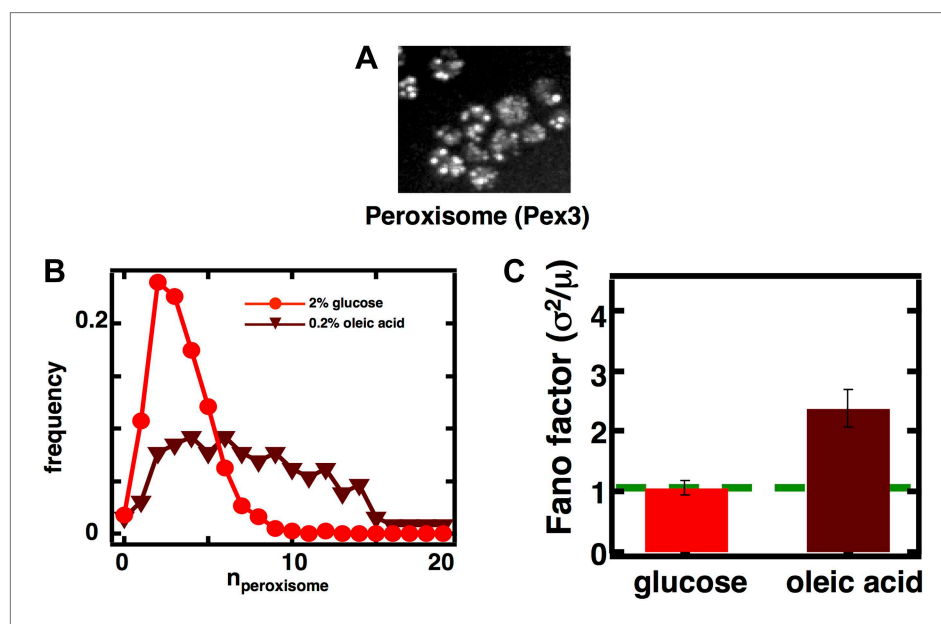 A
Peroxisome (Pex3)
B
2% glucose
0.2% oleic acid
frequency
0.2
0
0
10
20
n_peroxisome
C
Fano factor (σ²/μ)
4
3
2
1
0
glucose
oleic acid